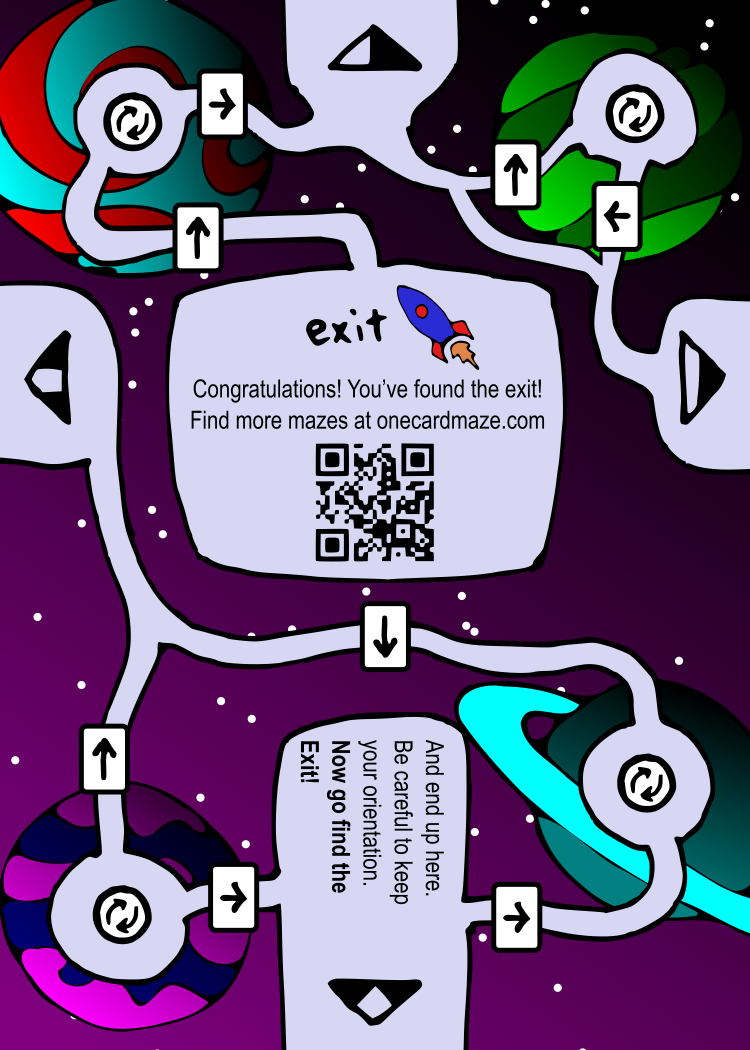 exit
Congratulations! You've found the exit!
Find more mazes at onecardmaze.com
And end up here.
Be careful to keep
your orientation.
Now go find the
Exit!